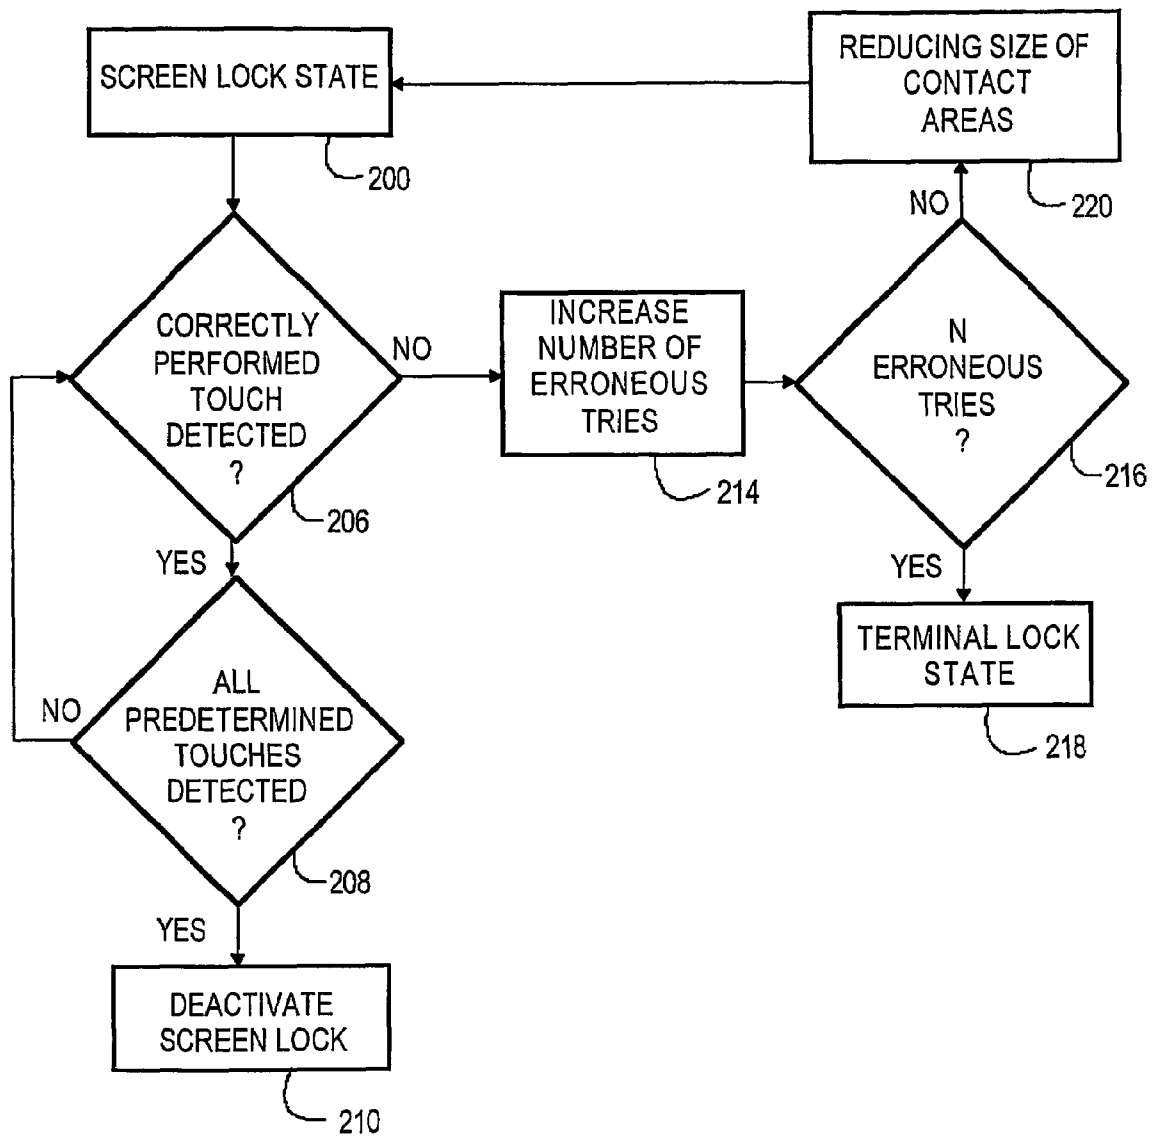 SCREEN LOCK STATE
200
REDUCING SIZE OF
CONTACT
AREAS
220
NO
CORRECTLY
PERFORMED
TOUCH
DETECTED
?
206
NO
INCREASE
NUMBER OF
ERRONEOUS
TRIES
214
N
ERRONEOUS
TRIES
?
216
YES
YES
TERMINAL LOCK
STATE
218
ALL
PREDETERMINED
TOUCHES
DETECTED
?
208
NO
YES
DEACTIVATE
SCREEN LOCK
210